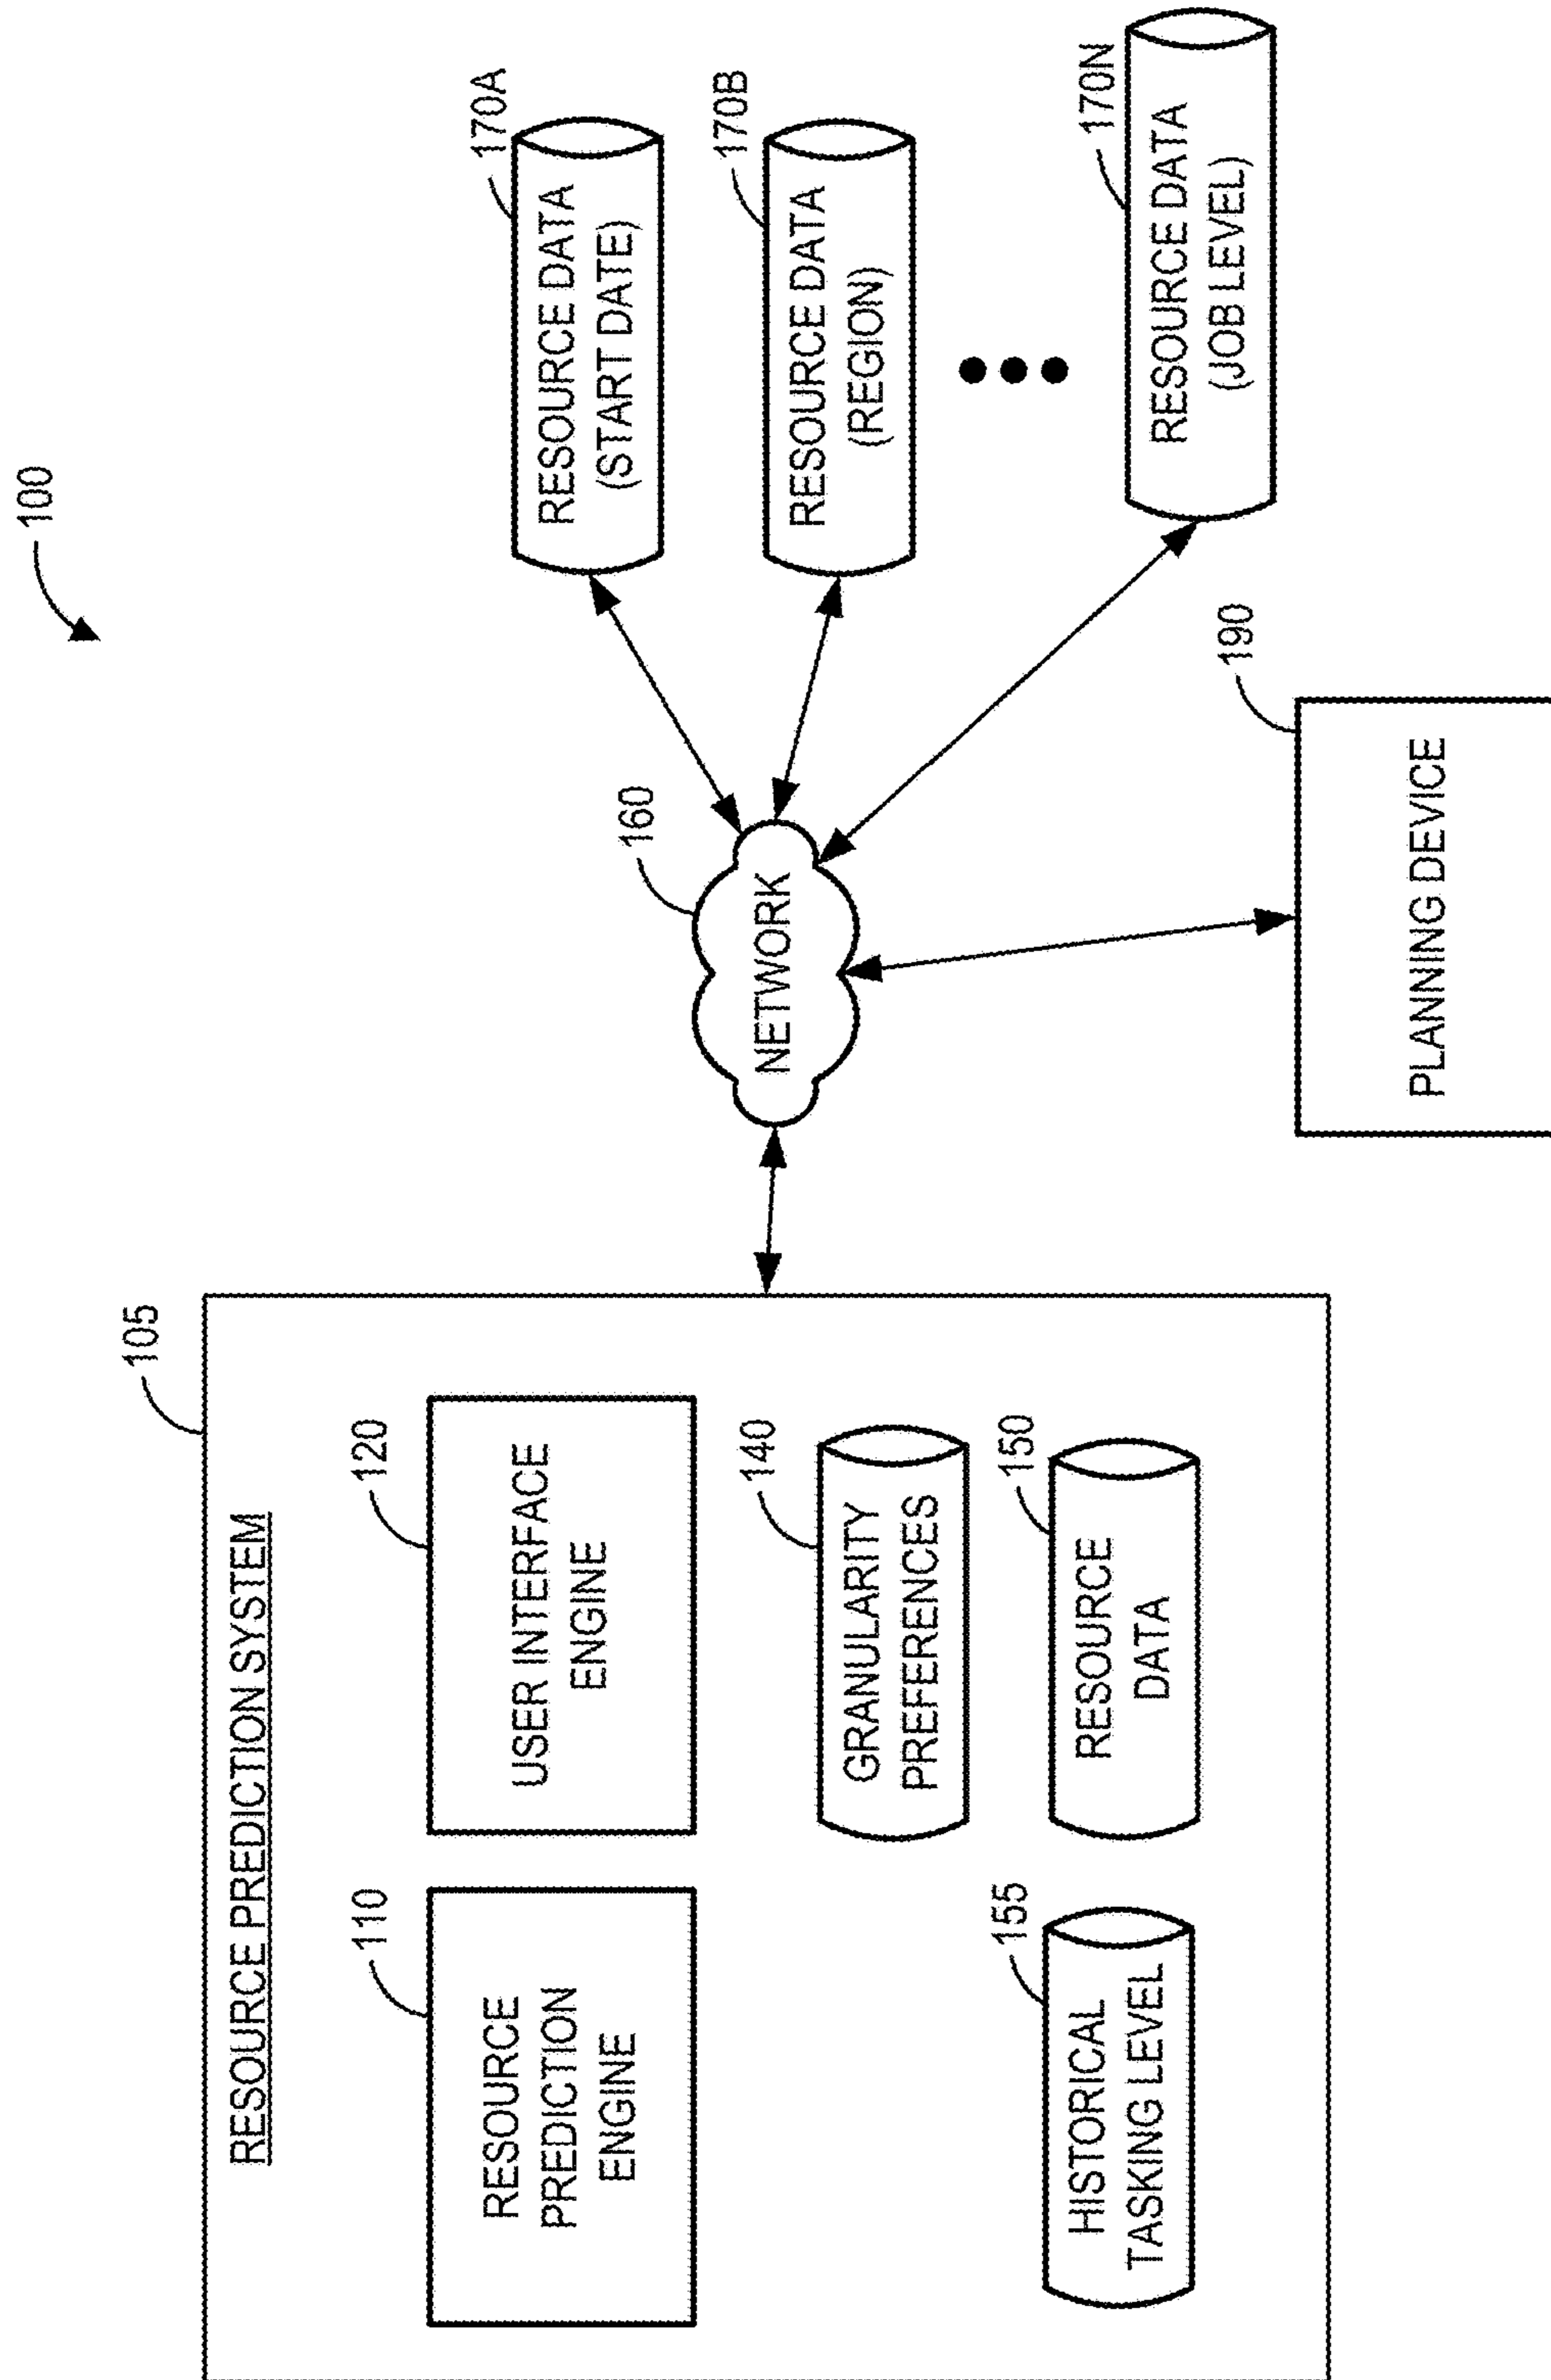 100
RESOURCE PREDICTION SYSTEM
105
RESOURCE
PREDICTION
ENGINE
110
USER INTERFACE
ENGINE
120
GRANULARITY
PREFERENCES
140
HISTORICAL
TASKING LEVEL
155
RESOURCE
DATA
150
NETWORK
160
RESOURCE DATA
(START DATE)
170A
RESOURCE DATA
(REGION)
170B
RESOURCE DATA
(JOB LEVEL)
170N
PLANNING DEVICE
190